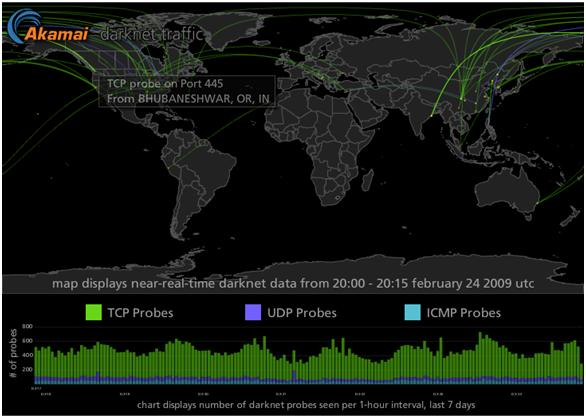 Akamai darknet traffic
TCP probe on Port 445
From BHUBANESHWAR, OR, IN
map displays near-real-time darknet data from 20:00 - 20:15 february 24 2009 utc
TCP Probes
UDP Probes
ICMP Probes
# of probes
800
600
400
200
chart displays number of darknet probes seen per 1-hour interval, last 7 days